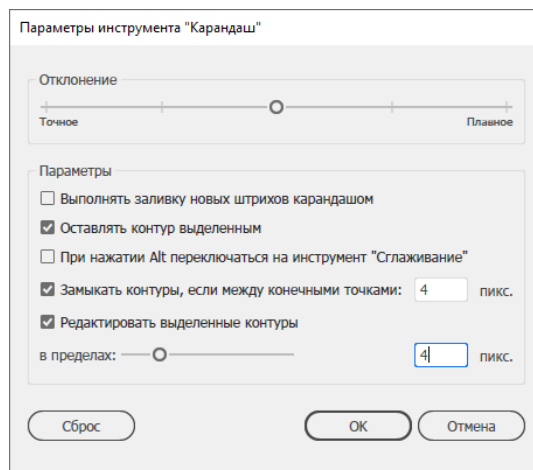 Параметры инструмента "Карандаш"
Отклонение
Точное Плавное
Параметры
Выполнять заливку новых штрихов карандашом
Оставлять контур выделенным
При нажатии Alt переключаться на инструмент "Сглаживание"
Замыкать контуры, если между конечными точками: 4 пикс.
Редактировать выделенные контуры
в пределах: 4 пикс.
Сброс OK Отмена